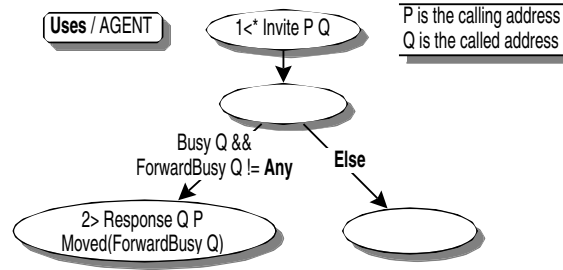 Uses / AGENT
1<* Invite P Q
P is the calling address
Q is the called address
Busy Q &&
ForwardBusy Q != Any
Else
2> Response Q P
Moved(ForwardBusy Q)